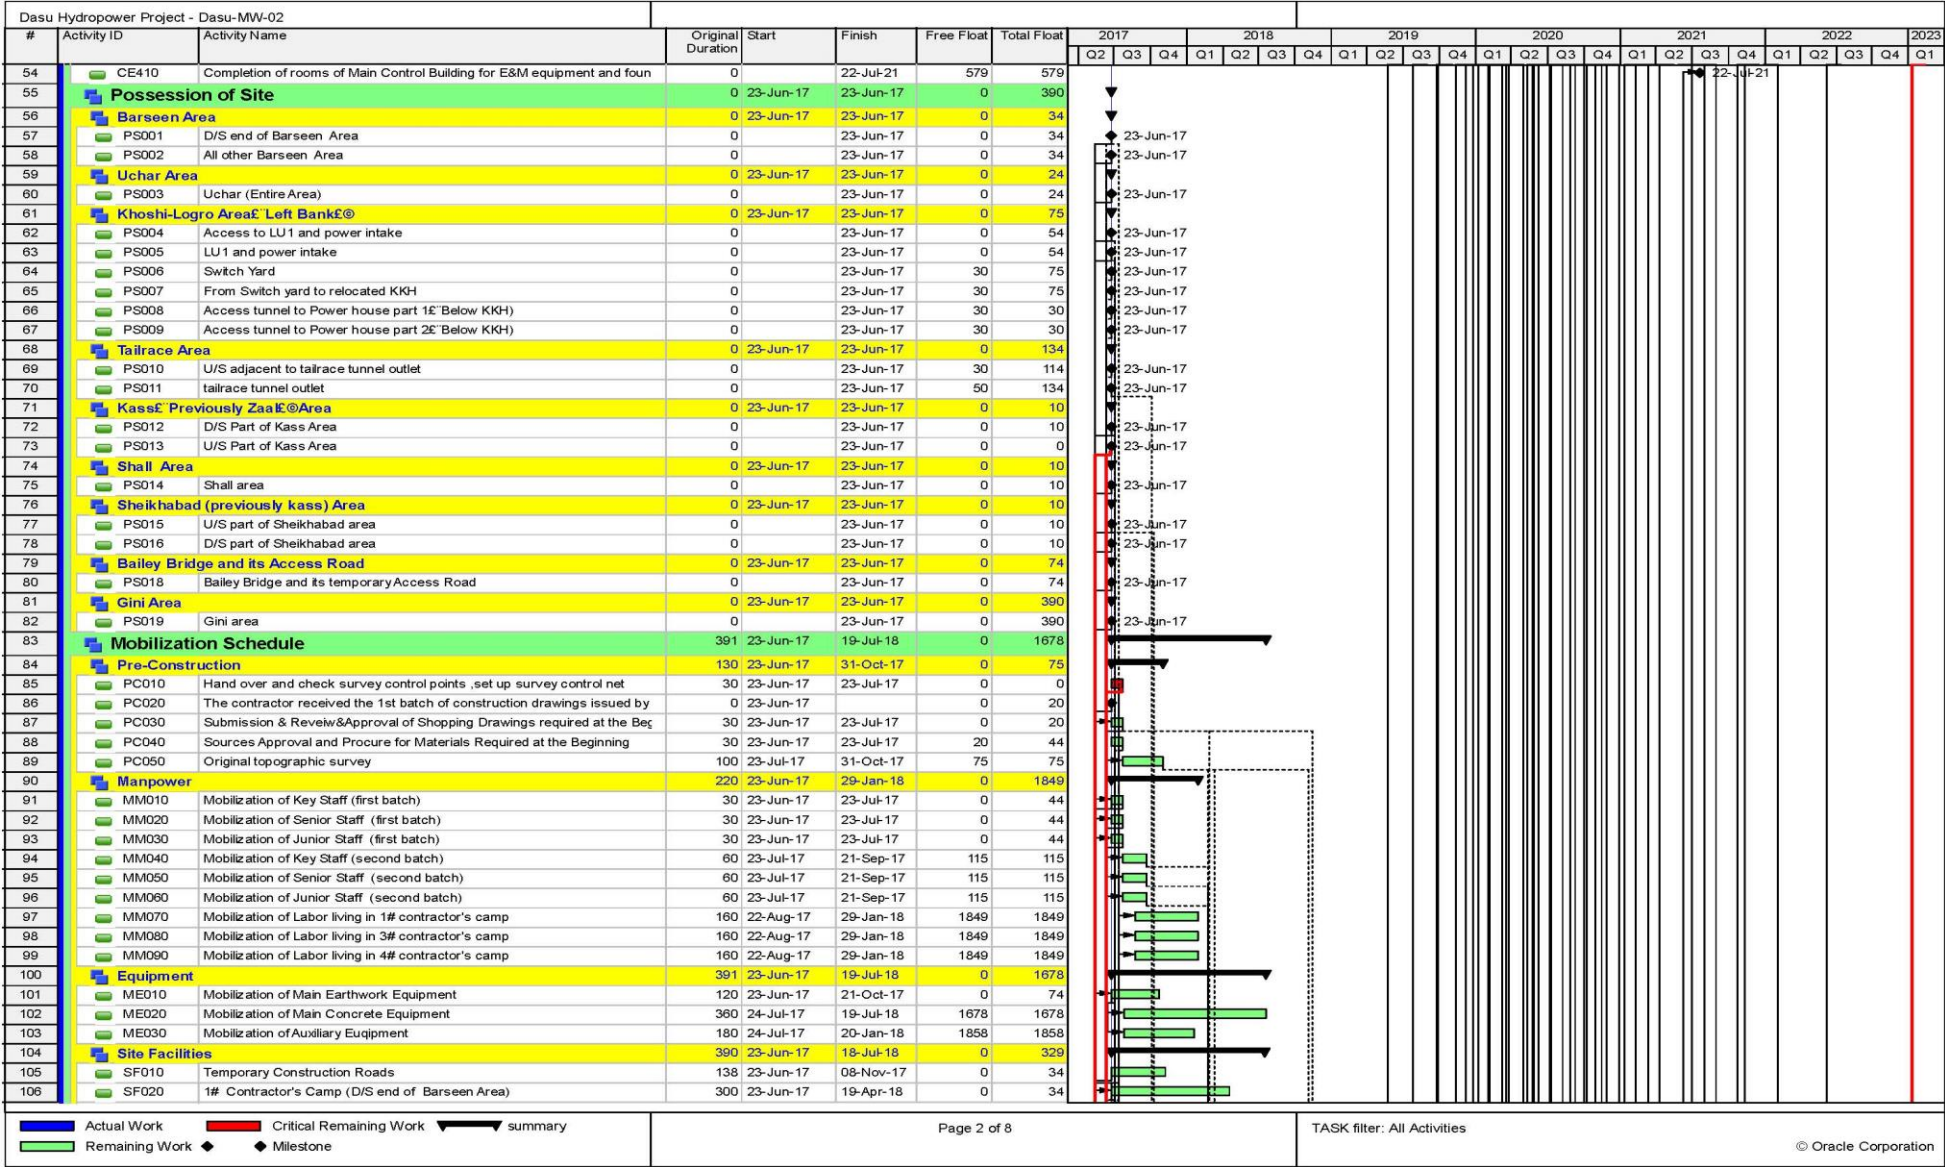 Dasu Hydropower Project - Dasu-MW-02
# Activity ID Activity Name Original Duration Start Finish Free Float Total Float 2017 2018 2019 2020 2021 2022 2023
Q2 Q3 Q4 Q1 Q2 Q3 Q4 Q1 Q2 Q3 Q4 Q1 Q2 Q3 Q4 Q1 Q2 Q3 Q4 Q1 Q2 Q3 Q4 Q1
54 CE410 Completion of rooms of Main Control Building for E&M equipment and foun 0 22-Jul-21 579 579 22-Jul-21
55 Possession of Site 0 23-Jun-17 23-Jun-17 0 390
56 Barseen Area 0 23-Jun-17 23-Jun-17 0 34
57 PS001 D/S end of Barseen Area 0 23-Jun-17 0 34 23-Jun-17
58 PS002 All other Barseen Area 0 23-Jun-17 0 34 23-Jun-17
59 Uchar Area 0 23-Jun-17 23-Jun-17 0 24
60 PS003 Uchar (Entire Area) 0 23-Jun-17 0 24 23-Jun-17
61 Khoshi-Logro Area£¨Left Bank£© 0 23-Jun-17 23-Jun-17 0 75
62 PS004 Access to LU1 and power intake 0 23-Jun-17 0 54 23-Jun-17
63 PS005 LU1 and power intake 0 23-Jun-17 0 54 23-Jun-17
64 PS006 Switch Yard 0 23-Jun-17 30 75 23-Jun-17
65 PS007 From Switch yard to relocated KKH 0 23-Jun-17 30 75 23-Jun-17
66 PS008 Access tunnel to Power house part 1£¨Below KKH) 0 23-Jun-17 30 30 23-Jun-17
67 PS009 Access tunnel to Power house part 2£¨Below KKH) 0 23-Jun-17 30 30 23-Jun-17
68 Tailrace Area 0 23-Jun-17 23-Jun-17 0 134
69 PS010 U/S adjacent to tailrace tunnel outlet 0 23-Jun-17 30 114 23-Jun-17
70 PS011 tailrace tunnel outlet 0 23-Jun-17 50 134 23-Jun-17
71 Kass£¨Previously Zaal£©Area 0 23-Jun-17 23-Jun-17 0 10
72 PS012 D/S Part of Kass Area 0 23-Jun-17 0 10 23-Jun-17
73 PS013 U/S Part of Kass Area 0 23-Jun-17 0 0 23-Jun-17
74 Shall Area 0 23-Jun-17 23-Jun-17 0 10
75 PS014 Shall area 0 23-Jun-17 0 10 23-Jun-17
76 Sheikhabad (previously kass) Area 0 23-Jun-17 23-Jun-17 0 10
77 PS015 U/S part of Sheikhabad area 0 23-Jun-17 0 10 23-Jun-17
78 PS016 D/S part of Sheikhabad area 0 23-Jun-17 0 10 23-Jun-17
79 Bailey Bridge and its Access Road 0 23-Jun-17 23-Jun-17 0 74
80 PS018 Bailey Bridge and its temporary Access Road 0 23-Jun-17 0 74 23-Jun-17
81 Gini Area 0 23-Jun-17 23-Jun-17 0 390
82 PS019 Gini area 0 23-Jun-17 0 390 23-Jun-17
83 Mobilization Schedule 391 23-Jun-17 19-Jul-18 0 1678
84 Pre-Construction 130 23-Jun-17 31-Oct-17 0 75
85 PC010 Hand over and check survey control points ,set up survey control net 30 23-Jun-17 23-Jul-17 0 0
86 PC020 The contractor received the 1st batch of construction drawings issued by 0 23-Jun-17 0 20
87 PC030 Submission & Reveiw&Approval of Shopping Drawings required at the Beg 30 23-Jun-17 23-Jul-17 0 20
88 PC040 Sources Approval and Procure for Materials Required at the Beginning 30 23-Jun-17 23-Jul-17 20 44
89 PC050 Original topographic survey 100 23-Jul-17 31-Oct-17 75 75
90 Manpower 220 23-Jun-17 29-Jan-18 0 1849
91 MM010 Mobilization of Key Staff (first batch) 30 23-Jun-17 23-Jul-17 0 44
92 MM020 Mobilization of Senior Staff (first batch) 30 23-Jun-17 23-Jul-17 0 44
93 MM030 Mobilization of Junior Staff (first batch) 30 23-Jun-17 23-Jul-17 0 44
94 MM040 Mobilization of Key Staff (second batch) 60 23-Jul-17 21-Sep-17 115 115
95 MM050 Mobilization of Senior Staff (second batch) 60 23-Jul-17 21-Sep-17 115 115
96 MM060 Mobilization of Junior Staff (second batch) 60 23-Jul-17 21-Sep-17 115 115
97 MM070 Mobilization of Labor living in 1# contractor's camp 160 22-Aug-17 29-Jan-18 1849 1849
98 MM080 Mobilization of Labor living in 3# contractor's camp 160 22-Aug-17 29-Jan-18 1849 1849
99 MM090 Mobilization of Labor living in 4# contractor's camp 160 22-Aug-17 29-Jan-18 1849 1849
100 Equipment 391 23-Jun-17 19-Jul-18 0 1678
101 ME010 Mobilization of Main Earthwork Equipment 120 23-Jun-17 21-Oct-17 0 74
102 ME020 Mobilization of Main Concrete Equipment 360 24-Jul-17 19-Jul-18 1678 1678
103 ME030 Mobilization of Auxiliary Euqipment 180 24-Jul-17 20-Jan-18 1858 1858
104 Site Facilities 390 23-Jun-17 18-Jul-18 0 329
105 SF010 Temporary Construction Roads 138 23-Jun-17 08-Nov-17 0 34
106 SF020 1# Contractor's Camp (D/S end of Barseen Area) 300 23-Jun-17 19-Apr-18 0 34
Actual Work Critical Remaining Work summary
Remaining Work Milestone
Page 2 of 8
TASK filter: All Activities
© Oracle Corporation